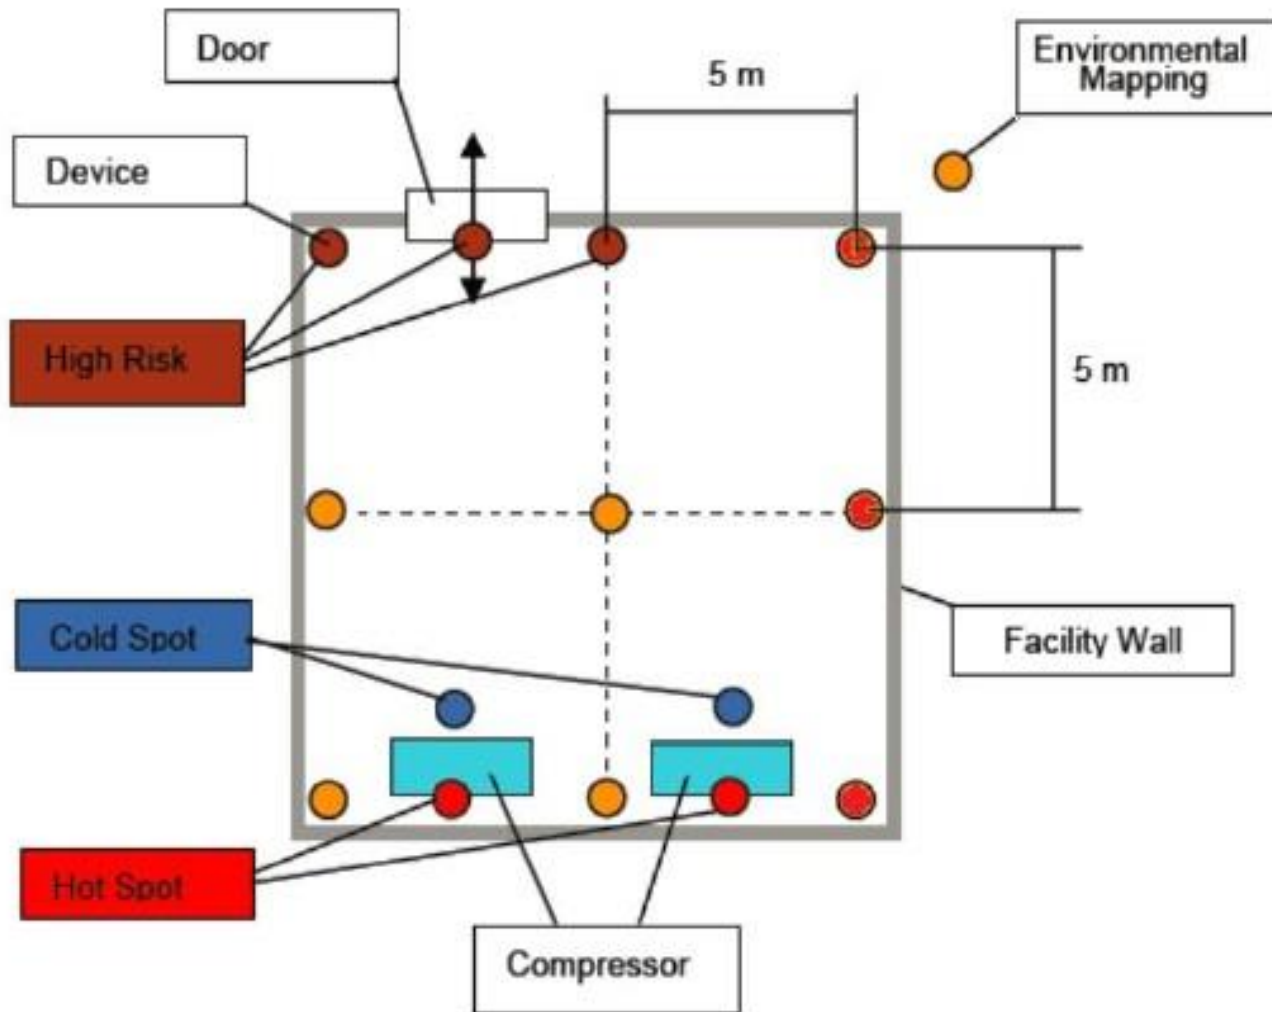 Door
5 m
Environmental
Mapping
Device
High Risk
5 m
Cold Spot
Facility Wall
Hot Spot
Compressor